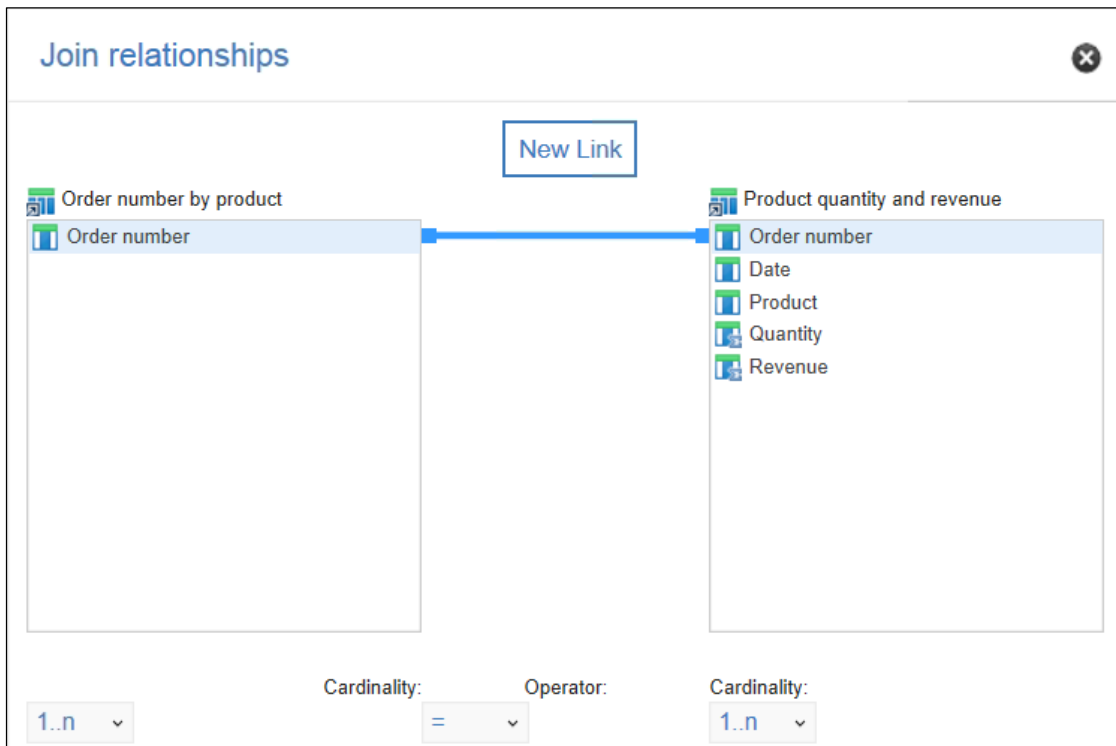 Join relationships
New Link
Order number by product
Product quantity and revenue
Order number
Order number
Date
Product
Quantity
Revenue
Cardinality:
Operator:
Cardinality:
1..n
=
1..n